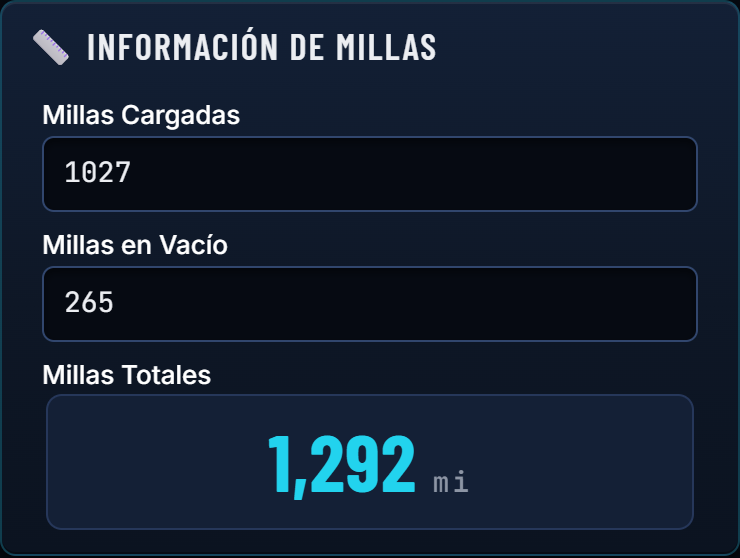 INFORMACIÓN DE MILLAS
Millas Cargadas
1027
Millas en Vacío
265
Millas Totales
1,292 mi